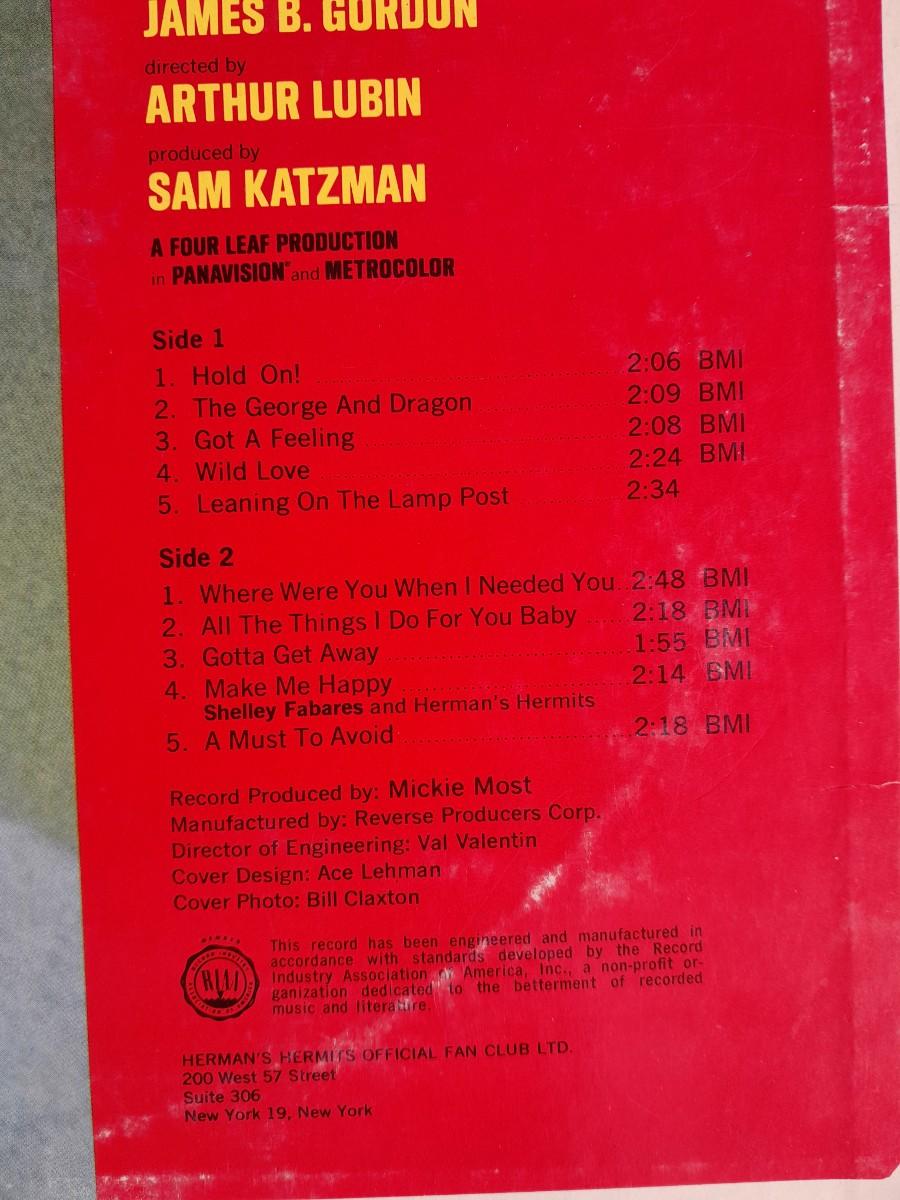 JAMES B. GORDON
directed by
ARTHUR LUBIN
produced by
SAM KATZMAN
A FOUR LEAF PRODUCTION
in PANAVISION® and METROCOLOR
Side 1
1. Hold On! 2:06 BMI
2. The George And Dragon 2:09 BMI
3. Got A Feeling 2:08 BMI
4. Wild Love 2:24 BMI
5. Leaning On The Lamp Post 2:34
Side 2
1. Where Were You When I Needed You 2:48 BMI
2. All The Things I Do For You Baby 2:18 BMI
3. Gotta Get Away 1:55 BMI
4. Make Me Happy 2:14 BMI
Shelley Fabares and Herman's Hermits
5. A Must To Avoid 2:18 BMI
Record Produced by: Mickie Most
Manufactured by: Reverse Producers Corp.
Director of Engineering: Val Valentin
Cover Design: Ace Lehman
Cover Photo: Bill Claxton
MEMBER
RECORD INDUSTRY
RIAA
ASSOCIATION OF AMERICA
This record has been engineered and manufactured in
accordance with standards developed by the Record
Industry Association of America, Inc., a non-profit or-
ganization dedicated to the betterment of recorded
music and literature.
HERMAN'S HERMITS OFFICIAL FAN CLUB LTD.
200 West 57 Street
Suite 306
New York 19, New York